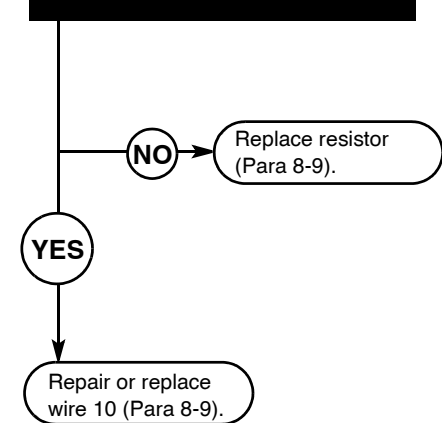 NO
Replace resistor
(Para 8-9).
YES
Repair or replace
wire 10 (Para 8-9).